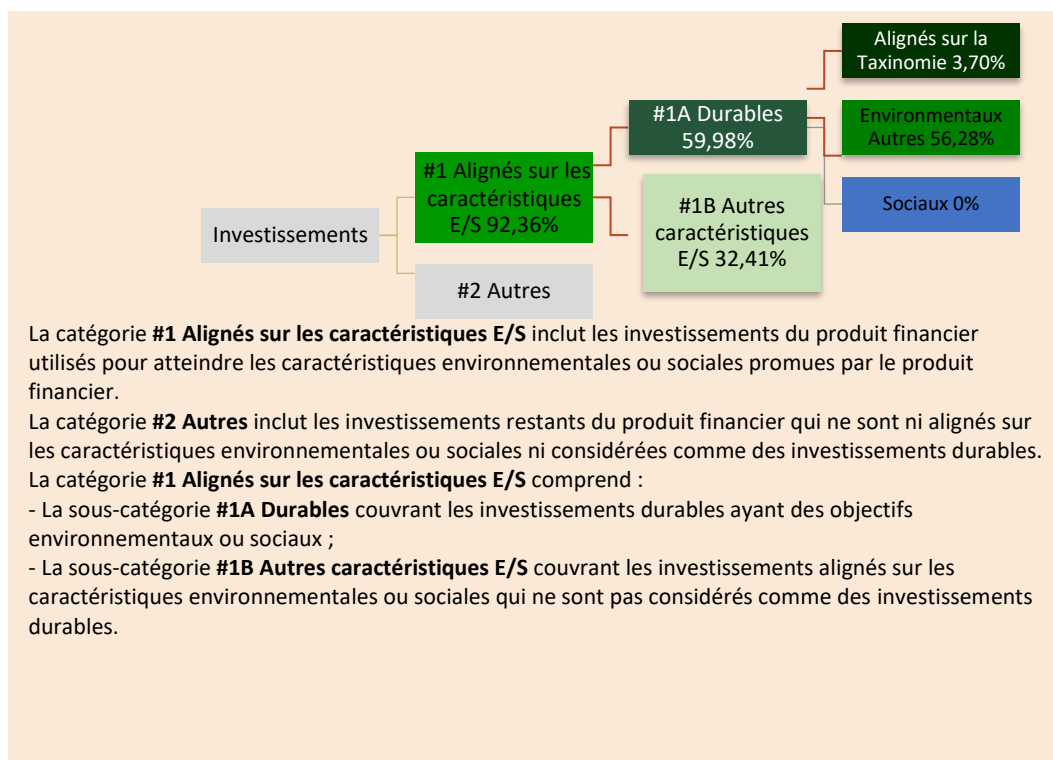 Alignés sur la
Taxinomie 3,70%
#1A Durables
59,98%
Environmentaux
Autres 56,28%
#1 Alignés sur les
caractéristiques
E/S 92,36%
#1B Autres
caractéristiques
E/S 32,41%
Sociaux 0%
Investissements
#2 Autres
La catégorie #1 Alignés sur les caractéristiques E/S inclut les investissements du produit financier
utilisés pour atteindre les caractéristiques environnementales ou sociales promues par le produit
financier.
La catégorie #2 Autres inclut les investissements restants du produit financier qui ne sont ni alignés sur
les caractéristiques environnementales ou sociales ni considérées comme des investissements durables.
La catégorie #1 Alignés sur les caractéristiques E/S comprend :
- La sous-catégorie #1A Durables couvrant les investissements durables ayant des objectifs
environnementaux ou sociaux ;
- La sous-catégorie #1B Autres caractéristiques E/S couvrant les investissements alignés sur les
caractéristiques environnementales ou sociales qui ne sont pas considérés comme des investissements
durables.